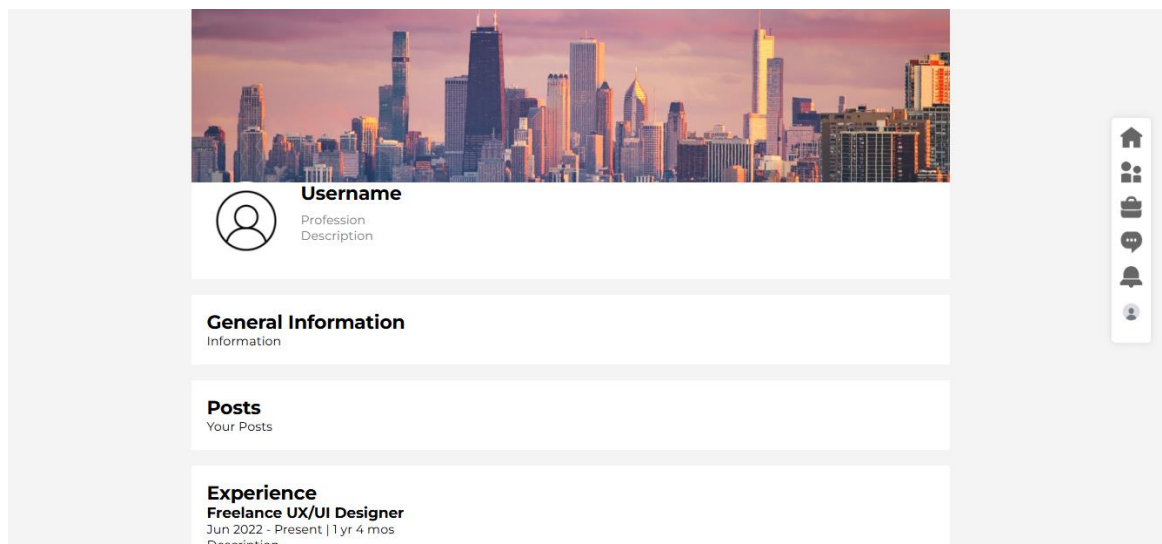 Username
Profession
Description
General Information
Information
Posts
Your Posts
Experience
Freelance UX/UI Designer
Jun 2022 - Present | 1 yr 4 mos
Description